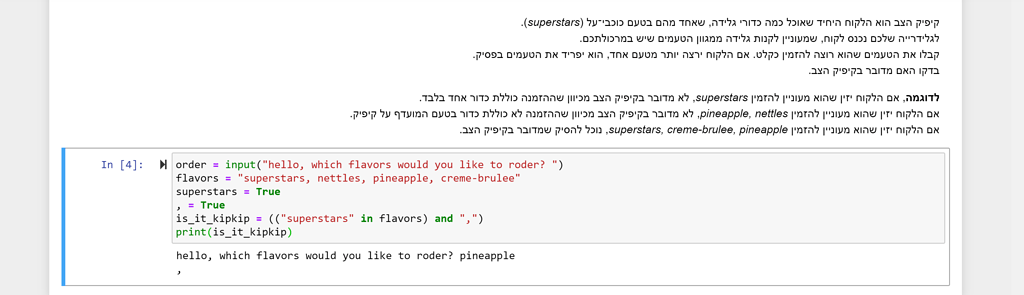 קיפיק הצב הוא הלקוח היחיד שאוכל כמה כדורי גלידה, שאחד מהם בטעם כוכבי־על (superstars).
לגלידרייה שלכם נכנס לקוח, שמעוניין לקנות גלידה ממגוון הטעמים שיש במרכולתכם.
קבלו את הטעמים שהוא רוצה להזמין כקלט. אם הלקוח ירצה יותר מטעם אחד, הוא יפריד את הטעמים בפסיק.
בדקו האם מדובר בקיפיק הצב.
לדוגמה, אם הלקוח יזין שהוא מעוניין להזמין superstars, לא מדובר בקיפיק הצב מכיוון שההזמנה כוללת כדור אחד בלבד.
אם הלקוח יזין שהוא מעוניין להזמין pineapple, nettles, לא מדובר בקיפיק הצב מכיוון שההזמנה לא כוללת כדור בטעם המועדף על קיפיק.
אם הלקוח יזין שהוא מעוניין להזמין superstars, creme-brulee, pineapple, נוכל להסיק שמדובר בקיפיק הצב.
In [4]: order = input("hello, which flavors would you like to roder? ")
flavors = "superstars, nettles, pineapple, creme-brulee"
superstars = True
, = True
is_it_kipkip = (("superstars" in flavors) and ",")
print(is_it_kipkip)
hello, which flavors would you like to roder? pineapple
,